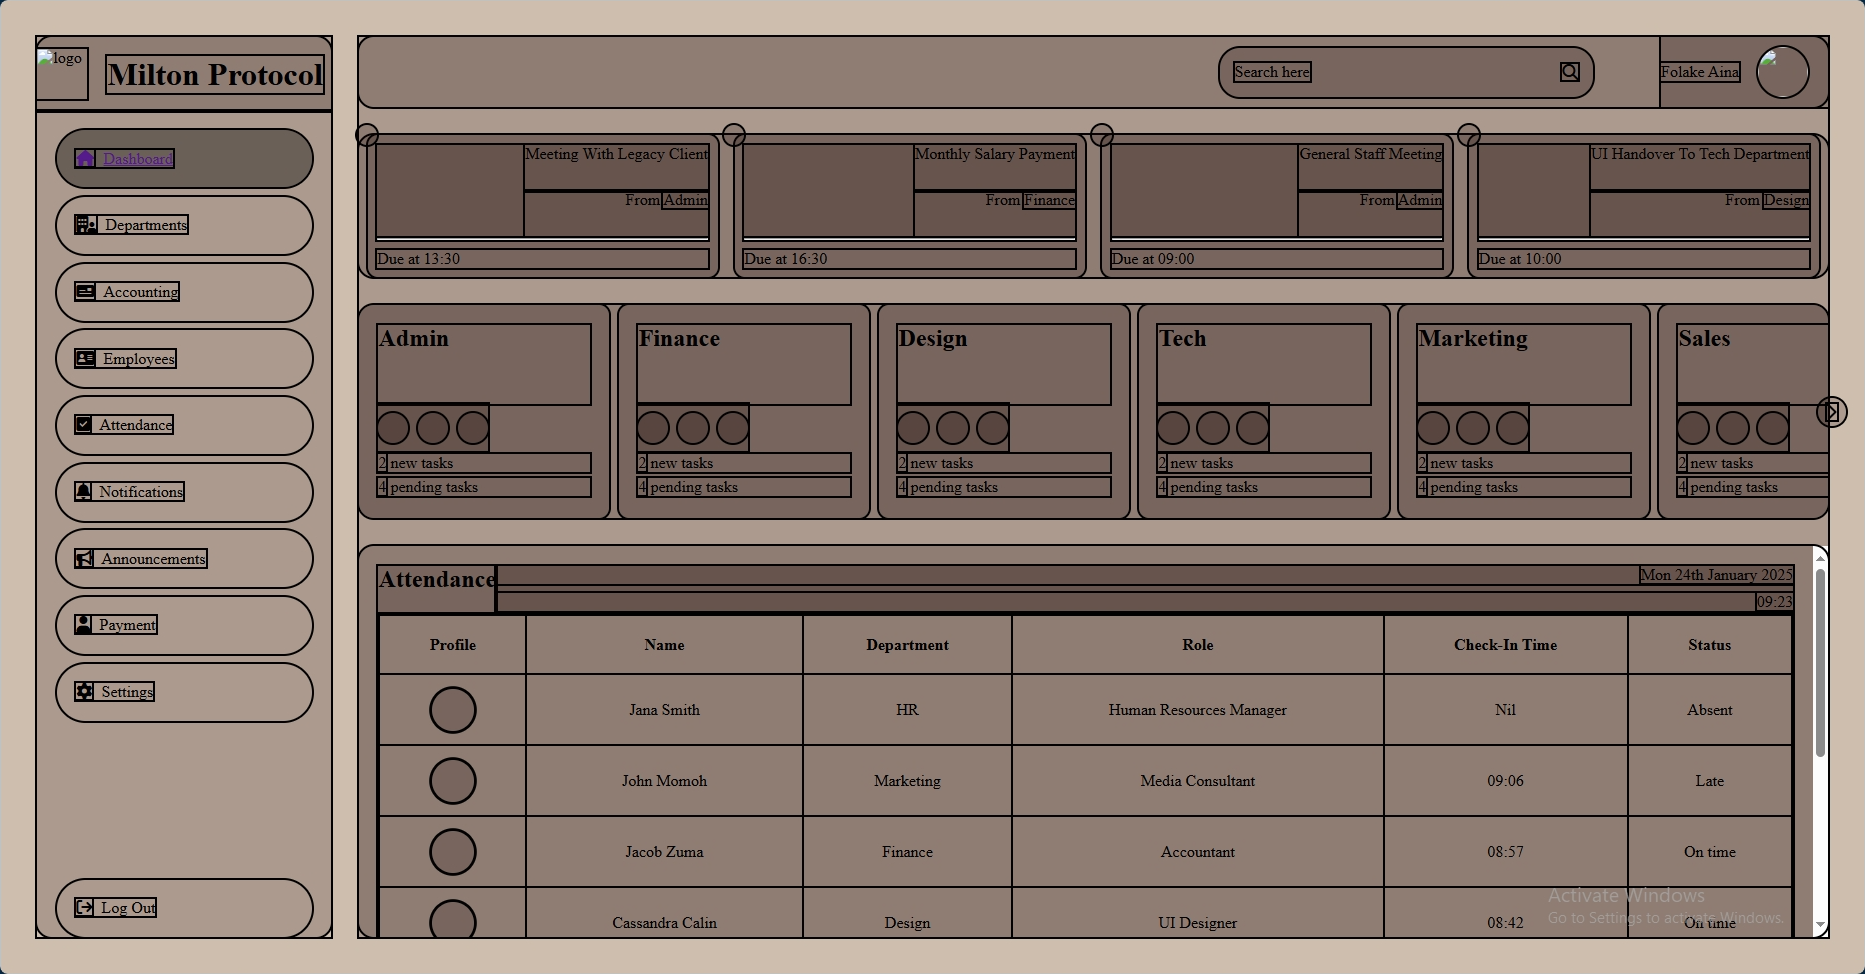 logo
Milton Protocol
Dashboard
Departments
Accounting
Employees
Attendance
Notifications
Announcements
Payment
Settings
Log Out
Search here
Folake Aina
Meeting With Legacy Client
From Admin
Due at 13:30
Monthly Salary Payment
From Finance
Due at 16:30
General Staff Meeting
From Admin
Due at 09:00
UI Handover To Tech Department
From Design
Due at 10:00
Admin
2 new tasks
4 pending tasks
Finance
2 new tasks
4 pending tasks
Design
2 new tasks
4 pending tasks
Tech
2 new tasks
4 pending tasks
Marketing
2 new tasks
4 pending tasks
Sales
2 new tasks
4 pending tasks
Attendance
Mon 24th January 2025
09:23
Profile Name Department Role Check-In Time Status
Jana Smith HR Human Resources Manager Nil Absent
John Momoh Marketing Media Consultant 09:06 Late
Jacob Zuma Finance Accountant 08:57 On time
Cassandra Calin Design UI Designer 08:42 On time
Activate Windows
Go to Settings to activate Windows.